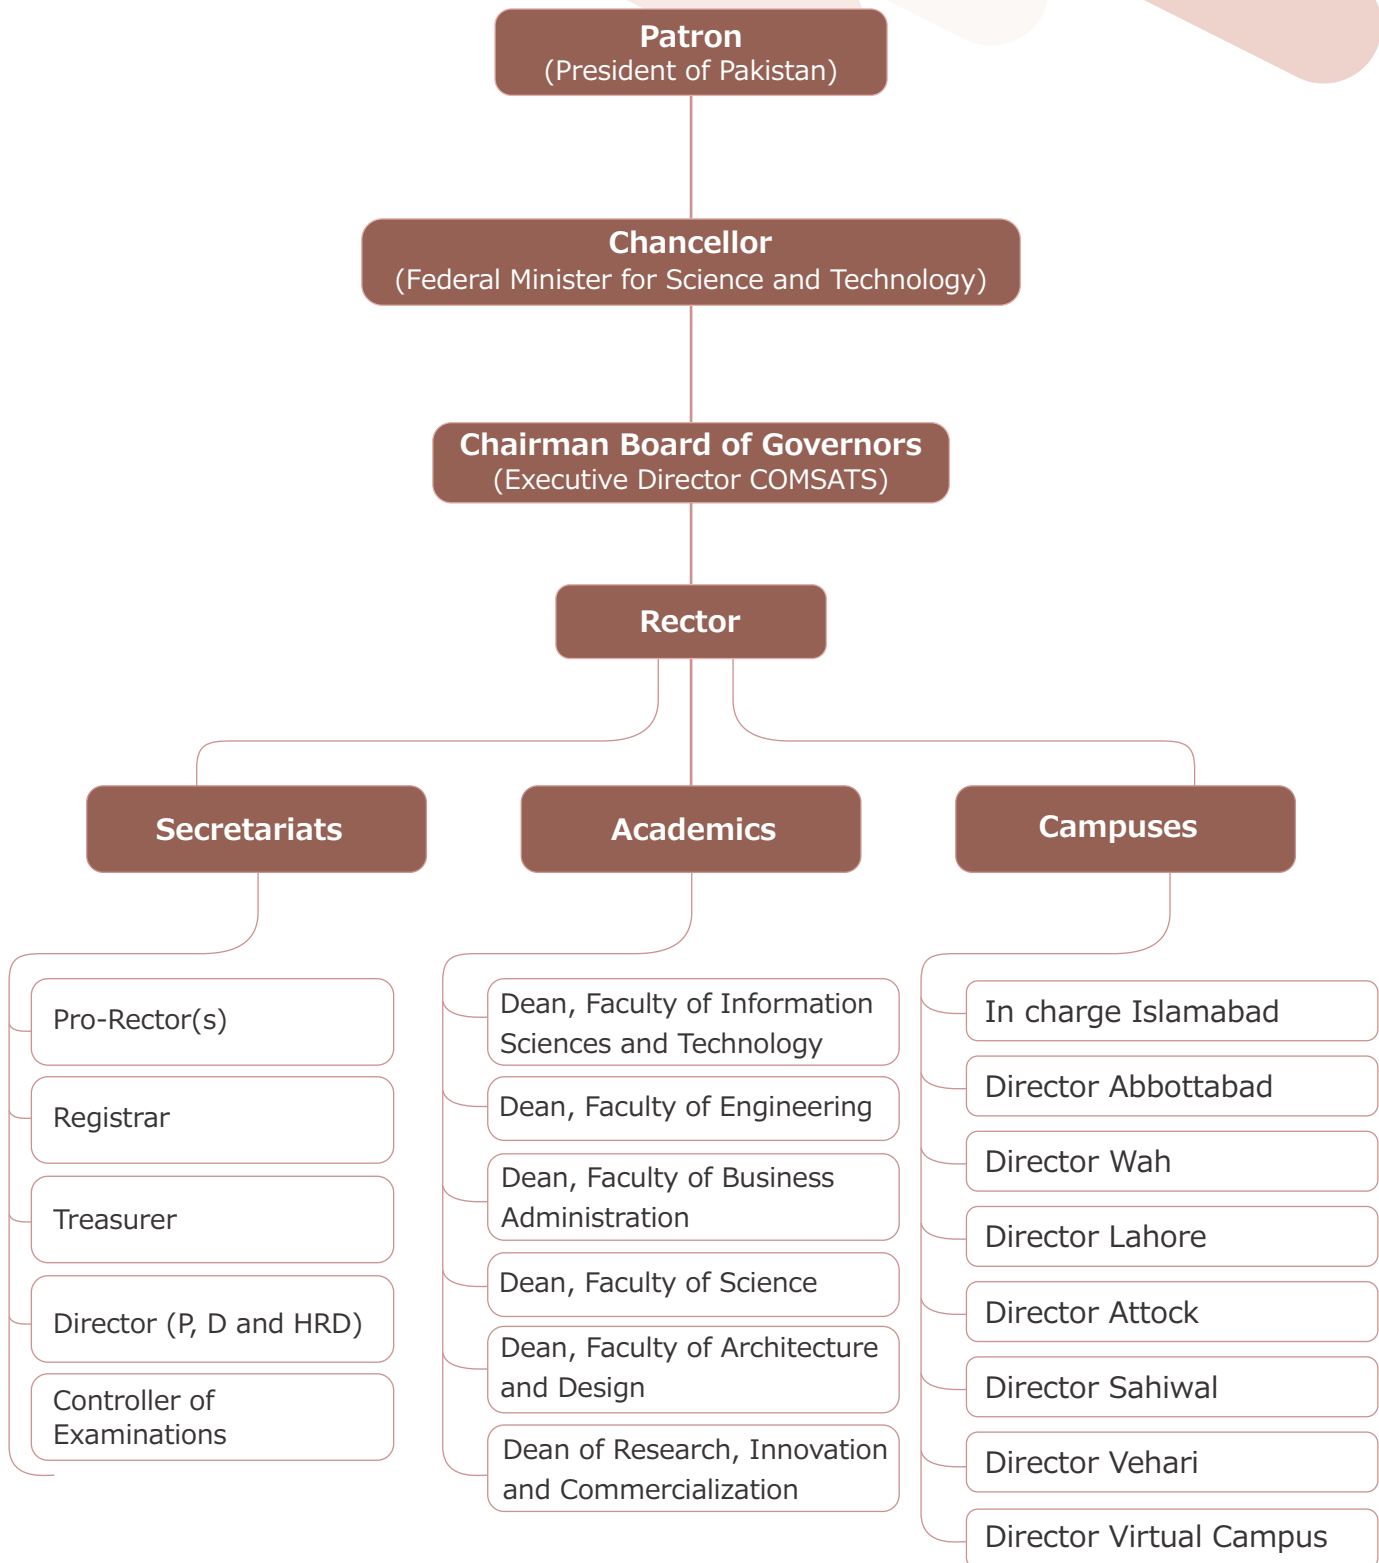 Patron
(President of Pakistan)
Chancellor
(Federal Minister for Science and Technology)
Chairman Board of Governors
(Executive Director COMSATS)
Rector
Secretariats
Academics
Campuses
Pro-Rector(s)
Registrar
Treasurer
Director (P, D and HRD)
Controller of
Examinations
Dean, Faculty of Information
Sciences and Technology
Dean, Faculty of Engineering
Dean, Faculty of Business
Administration
Dean, Faculty of Science
Dean, Faculty of Architecture
and Design
Dean of Research, Innovation
and Commercialization
In charge Islamabad
Director Abbottabad
Director Wah
Director Lahore
Director Attock
Director Sahiwal
Director Vehari
Director Virtual Campus